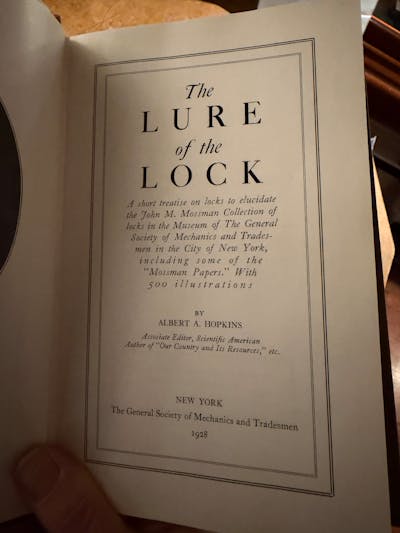 The
LURE
of the
LOCK
A short treatise on locks to elucidate
the John M. Mossman Collection of
locks in the Museum of The General
Society of Mechanics and Trades-
men in the City of New York,
including some of the
"Mossman Papers." With
500 illustrations
BY
ALBERT A. HOPKINS
Associate Editor, Scientific American
Author of "Our Country and Its Resources," etc.
NEW YORK
The General Society of Mechanics and Tradesmen
1928